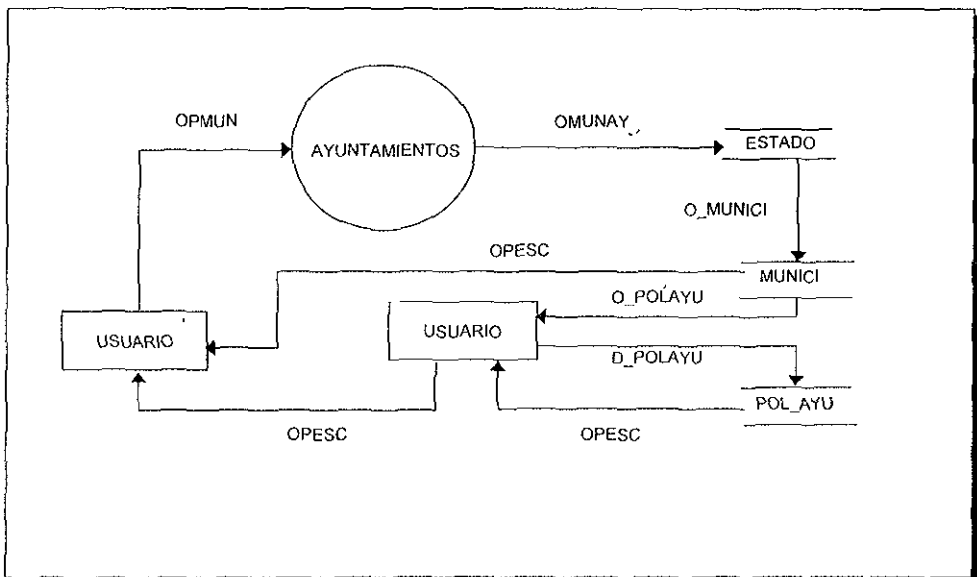 OPMUN
OMUNAY
AYUNTAMIENTOS
ESTADO
O_MUNICI
OPESC
MUNICI
O_POLAYU
USUARIO
USUARIO
D_POLAYU
POL_AYU
OPESC
OPESC